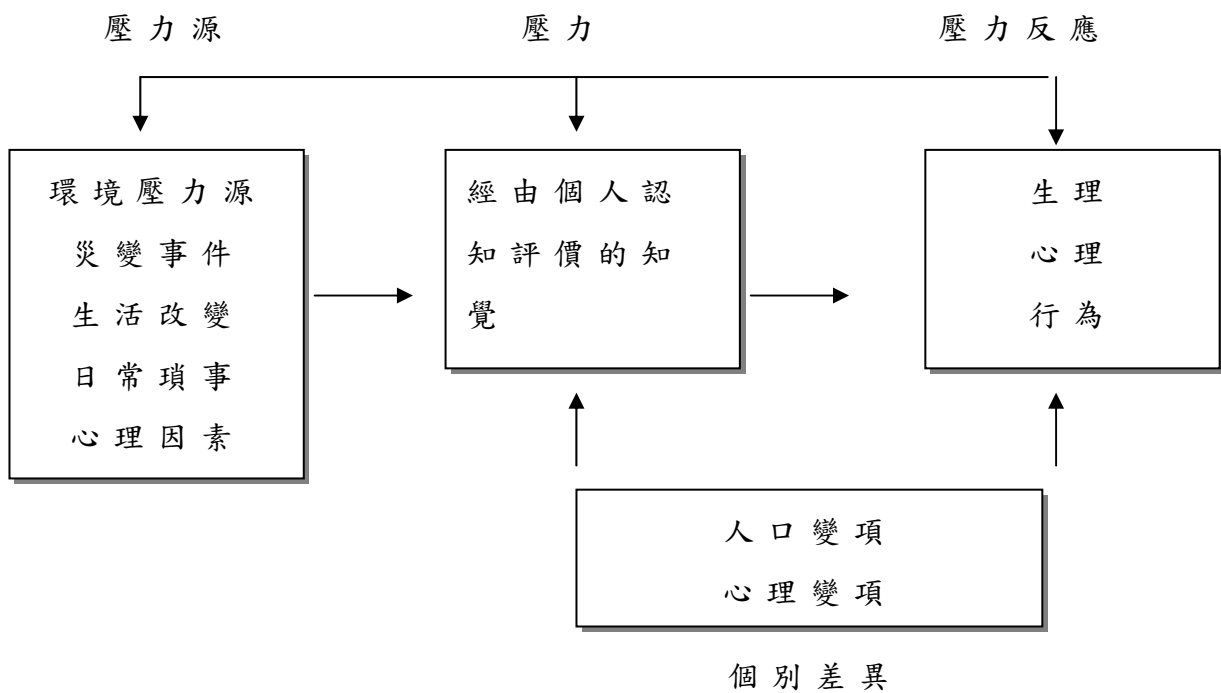 壓力源
壓力
壓力反應
環境壓力源
災變事件
生活改變
日常瑣事
心理因素
經由個人認
知評價的知
覺
生理
心理
行為
人口變項
心理變項
個別差異